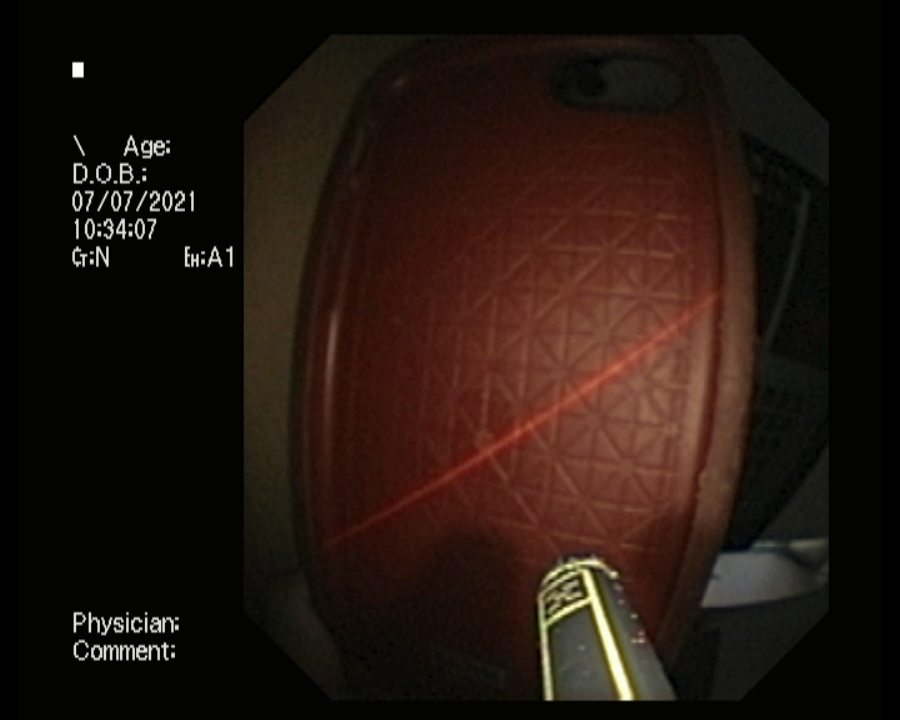 \ Age:
D.O.B.:
07/07/2021
10:34:07
Cr:N EH:A1
Physician:
Comment: